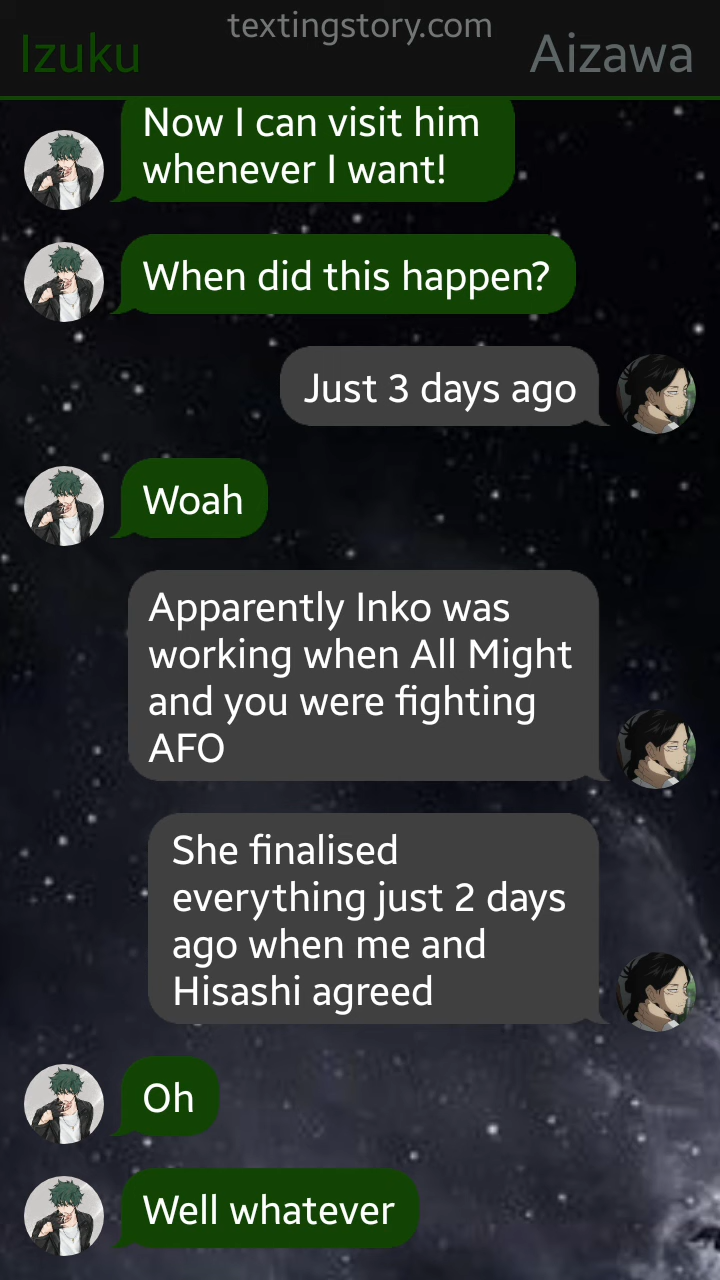 textingstory.com
Izuku
Aizawa
Now I can visit him
whenever I want!
When did this happen?
Just 3 days ago
Woah
Apparently Inko was
working when All Might
and you were fighting
AFO
She finalised
everything just 2 days
ago when me and
Hisashi agreed
Oh
Well whatever